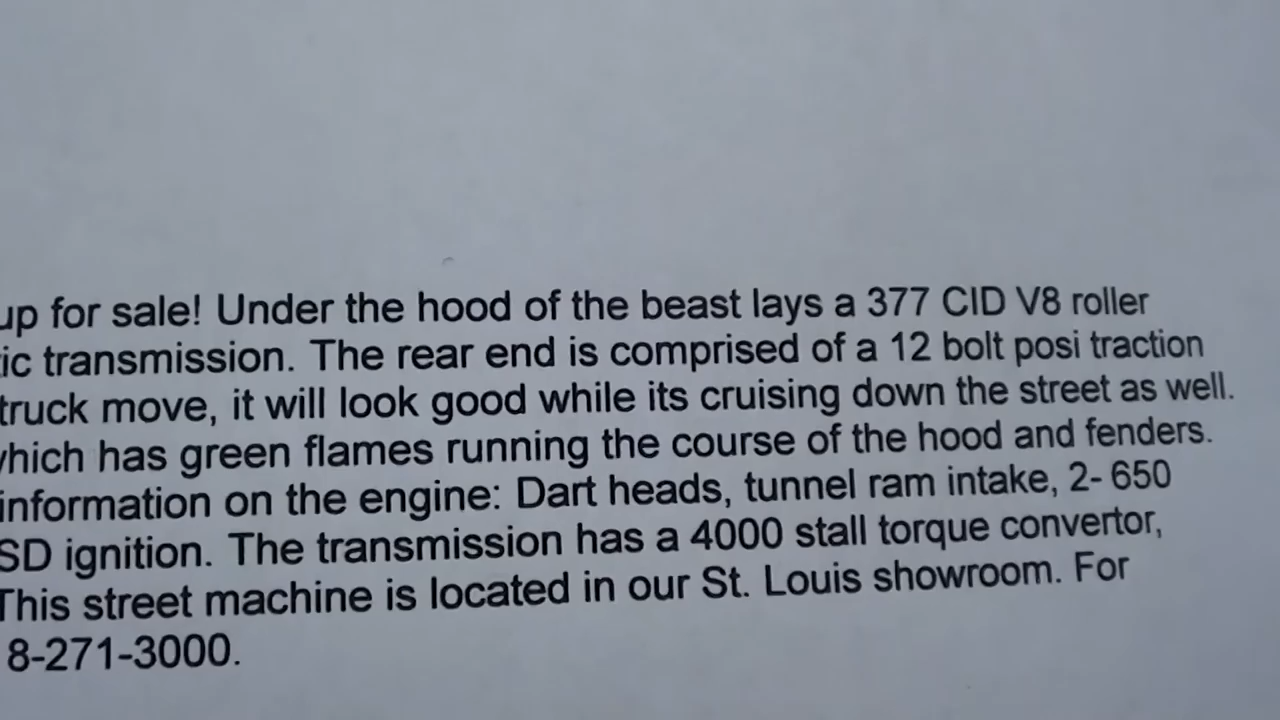 up for sale! Under the hood of the beast lays a 377 CID V8 roller
ic transmission. The rear end is comprised of a 12 bolt posi traction
truck move, it will look good while its cruising down the street as well.
which has green flames running the course of the hood and fenders.
information on the engine: Dart heads, tunnel ram intake, 2- 650
SD ignition. The transmission has a 4000 stall torque convertor,
This street machine is located in our St. Louis showroom. For
8-271-3000.